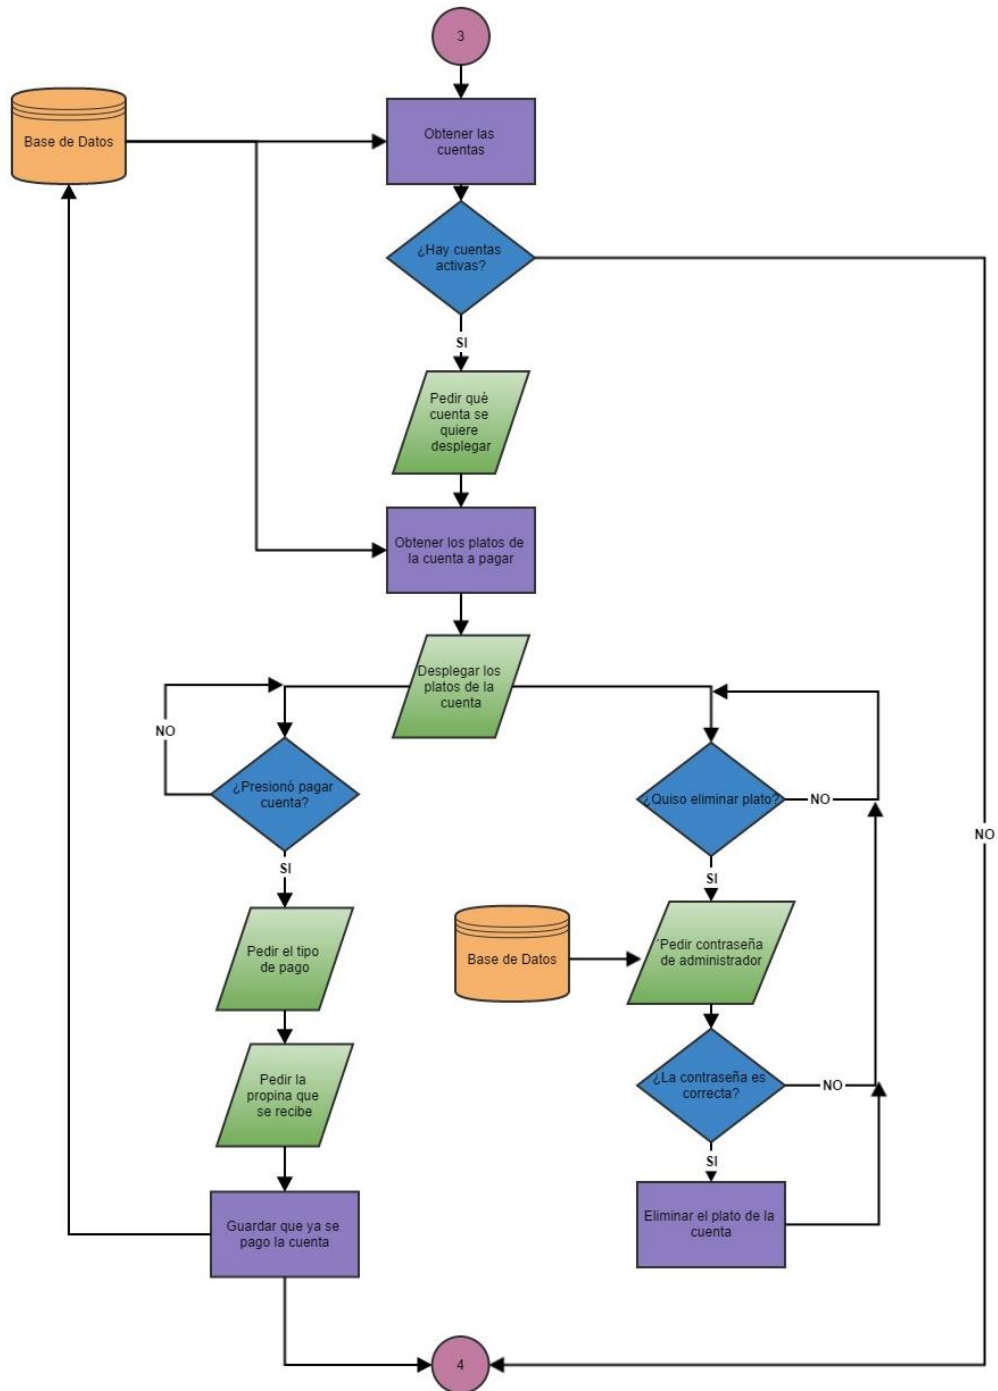 3
Base de Datos
Obtener las
cuentas
¿Hay cuentas
activas?
SI
Pedir qué
cuenta se
quiere
desplegar
Obtener los platos de
la cuenta a pagar
Desplegar los
platos de la
cuenta
NO
¿Presionó pagar
cuenta?
SI
Pedir el tipo
de pago
Pedir la
propina que
se recibe
Guardar que ya se
pago la cuenta
¿Quiso eliminar plato?
NO
SI
Base de Datos
´Pedir contraseña
de administrador
¿La contraseña es
correcta?
NO
SI
Eliminar el plato de la
cuenta
NO
4